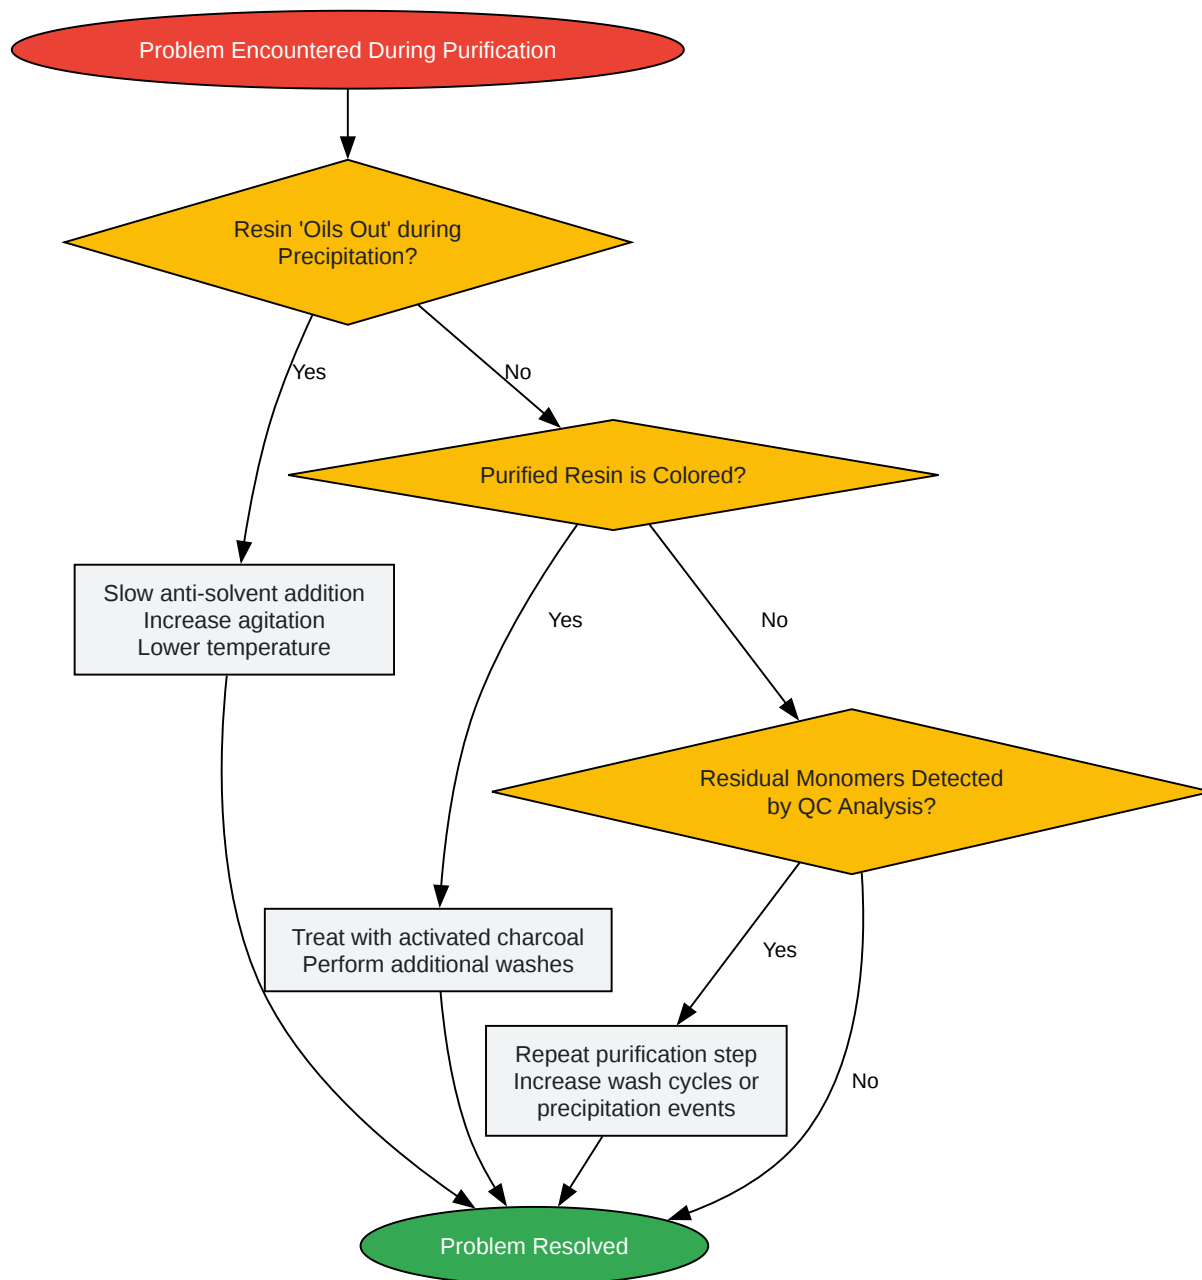 Problem Encountered During Purification
Resin 'Oils Out' during
Precipitation?
Yes
No
Purified Resin is Colored?
Slow anti-solvent addition
Increase agitation
Lower temperature
Yes
No
Residual Monomers Detected
by QC Analysis?
Treat with activated charcoal
Perform additional washes
Yes
No
Repeat purification step
Increase wash cycles or
precipitation events
Problem Resolved